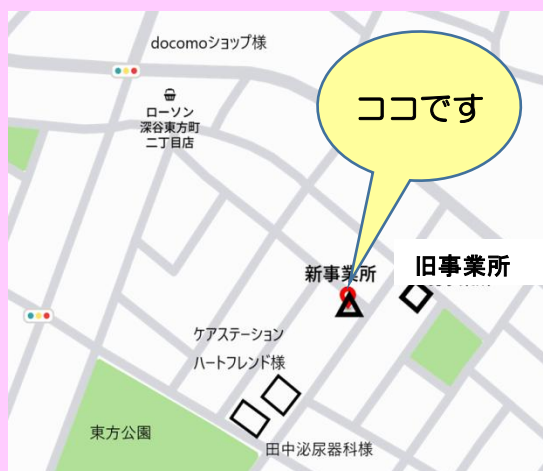 docomoショップ様
ローソン
深谷東方町
二丁目店
ココです
旧事業所
新事業所
ケアステーション
ハートフレンド様
東方公園
田中泌尿器科様